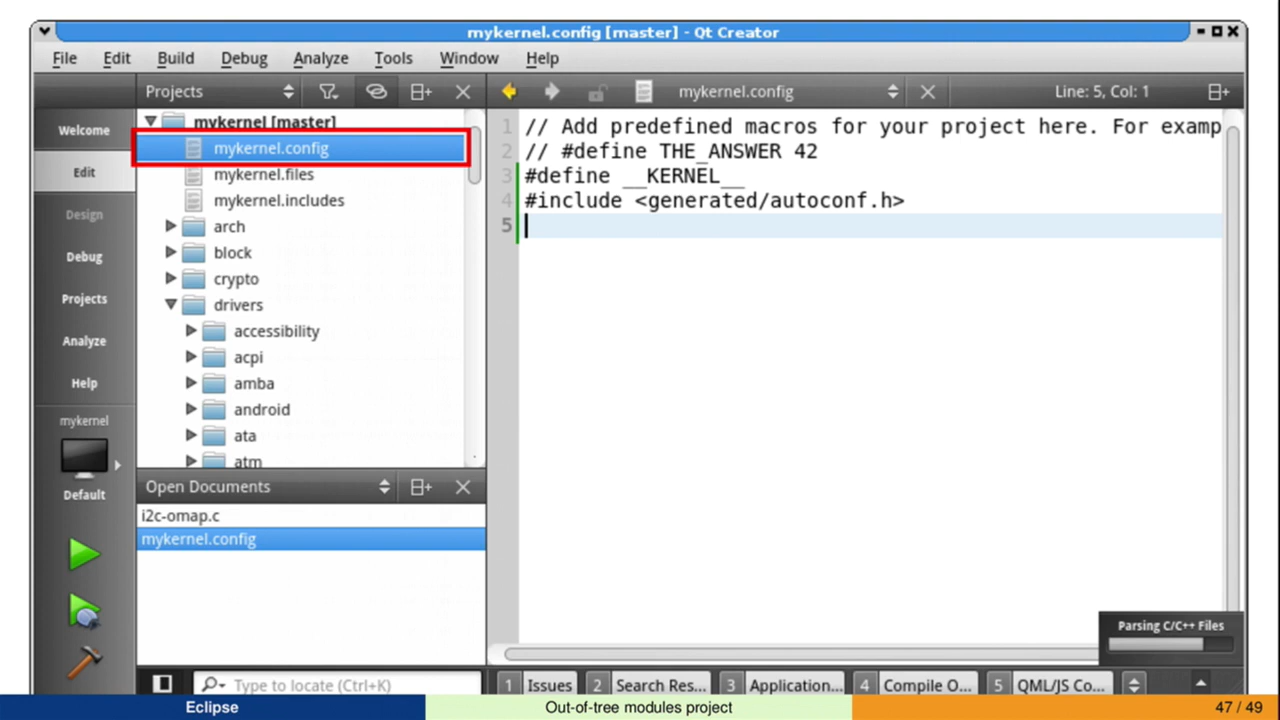 mykernel.config [master] - Qt Creator
File Edit Build Debug Analyze Tools Window Help
Projects
mykernel.config
Line: 5, Col: 1
Welcome
Edit
Design
Debug
Projects
Analyze
Help
mykernel
Default
mykernel [master]
mykernel.config
mykernel.files
mykernel.includes
arch
block
crypto
drivers
accessibility
acpi
amba
android
ata
atm
Open Documents
i2c-omap.c
mykernel.config
1 // Add predefined macros for your project here. For examp
2 // #define THE_ANSWER 42
3 #define __KERNEL__
4 #include <generated/autoconf.h>
5
Parsing C/C++ Files
Type to locate (Ctrl+K)
1 Issues 2 Search Res... 3 Application... 4 Compile O... 5 QML/JS Co...
Eclipse Out-of-tree modules project 47 / 49